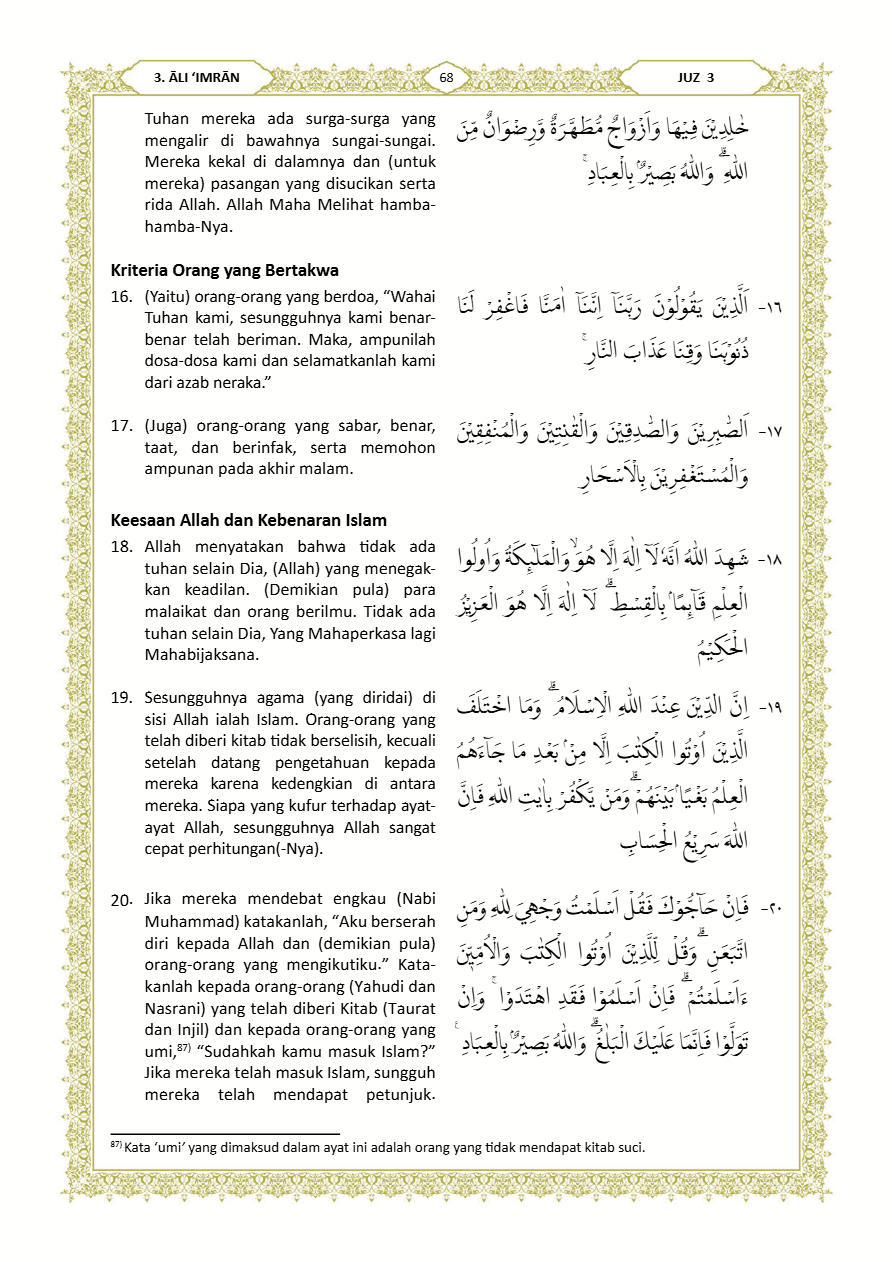 3. ĀLI ‘IMRĀN
68
JUZ 3
Tuhan mereka ada surga-surga yang
mengalir di bawahnya sungai-sungai.
Mereka kekal di dalamnya dan (untuk
mereka) pasangan yang disucikan serta
rida Allah. Allah Maha Melihat hamba-
hamba-Nya.
خٰلِدِيْنَ فِيْهَا وَاَزْوَاجٌ مُّطَهَّرَةٌ وَّرِضْوَانٌ مِّنَ
اللّٰهِ ۗ وَاللّٰهُ بَصِيْرٌۢ بِالْعِبَادِۚ
Kriteria Orang yang Bertakwa
16. (Yaitu) orang-orang yang berdoa, “Wahai
Tuhan kami, sesungguhnya kami benar-
benar telah beriman. Maka, ampunilah
dosa-dosa kami dan selamatkanlah kami
dari azab neraka.”
١٦- اَلَّذِيْنَ يَقُوْلُوْنَ رَبَّنَآ اِنَّنَآ اٰمَنَّا فَاغْفِرْ لَنَا
ذُنُوْبَنَا وَقِنَا عَذَابَ النَّارِۚ
17. (Juga) orang-orang yang sabar, benar,
taat, dan berinfak, serta memohon
ampunan pada akhir malam.
١٧- اَلصّٰبِرِيْنَ وَالصّٰدِقِيْنَ وَالْقٰنِتِيْنَ وَالْمُنْفِقِيْنَ
وَالْمُسْتَغْفِرِيْنَ بِالْاَسْحَارِ
Keesaan Allah dan Kebenaran Islam
18. Allah menyatakan bahwa tidak ada
tuhan selain Dia, (Allah) yang menegak-
kan keadilan. (Demikian pula) para
malaikat dan orang berilmu. Tidak ada
tuhan selain Dia, Yang Mahaperkasa lagi
Mahabijaksana.
١٨- شَهِدَ اللّٰهُ اَنَّهٗ لَآ اِلٰهَ اِلَّا هُوَۙ وَالْمَلٰۤىِٕكَةُ وَاُولُوا
الْعِلْمِ قَاۤىِٕمًاۢ بِالْقِسْطِۗ لَآ اِلٰهَ اِلَّا هُوَ الْعَزِيْزُ
الْحَكِيْمُ
19. Sesungguhnya agama (yang diridai) di
sisi Allah ialah Islam. Orang-orang yang
telah diberi kitab tidak berselisih, kecuali
setelah datang pengetahuan kepada
mereka karena kedengkian di antara
mereka. Siapa yang kufur terhadap ayat-
ayat Allah, sesungguhnya Allah sangat
cepat perhitungan(-Nya).
١٩- اِنَّ الدِّيْنَ عِنْدَ اللّٰهِ الْاِسْلَامُ ۗ وَمَا اخْتَلَفَ
الَّذِيْنَ اُوْتُوا الْكِتٰبَ اِلَّا مِنْۢ بَعْدِ مَا جَاۤءَهُمُ
الْعِلْمُ بَغْيًاۢ بَيْنَهُمْ ۗ وَمَنْ يَّكْفُرْ بِاٰيٰتِ اللّٰهِ فَاِنَّ
اللّٰهَ سَرِيْعُ الْحِسَابِ
20. Jika mereka mendebat engkau (Nabi
Muhammad) katakanlah, “Aku berserah
diri kepada Allah dan (demikian pula)
orang-orang yang mengikutiku.” Kata-
kanlah kepada orang-orang (Yahudi dan
Nasrani) yang telah diberi Kitab (Taurat
dan Injil) dan kepada orang-orang yang
umi,⁸⁷⁾ “Sudahkah kamu masuk Islam?”
Jika mereka telah masuk Islam, sungguh
mereka telah mendapat petunjuk.
٢٠- فَاِنْ حَاۤجُّوْكَ فَقُلْ اَسْلَمْتُ وَجْهِيَ لِلّٰهِ وَمَنِ
اتَّبَعَنِ ۗ وَقُلْ لِّلَّذِيْنَ اُوْتُوا الْكِتٰبَ وَالْاُمِّيّٖنَ
ءَاَسْلَمْتُمْ ۗ فَاِنْ اَسْلَمُوْا فَقَدِ اهْتَدَوْا ۚ وَاِنْ
تَوَلَّوْا فَاِنَّمَا عَلَيْكَ الْبَلٰغُ ۗ وَاللّٰهُ بَصِيْرٌۢ بِالْعِبَادِ ۚ
⁸⁷⁾ Kata ‘umi’ yang dimaksud dalam ayat ini adalah orang yang tidak mendapat kitab suci.